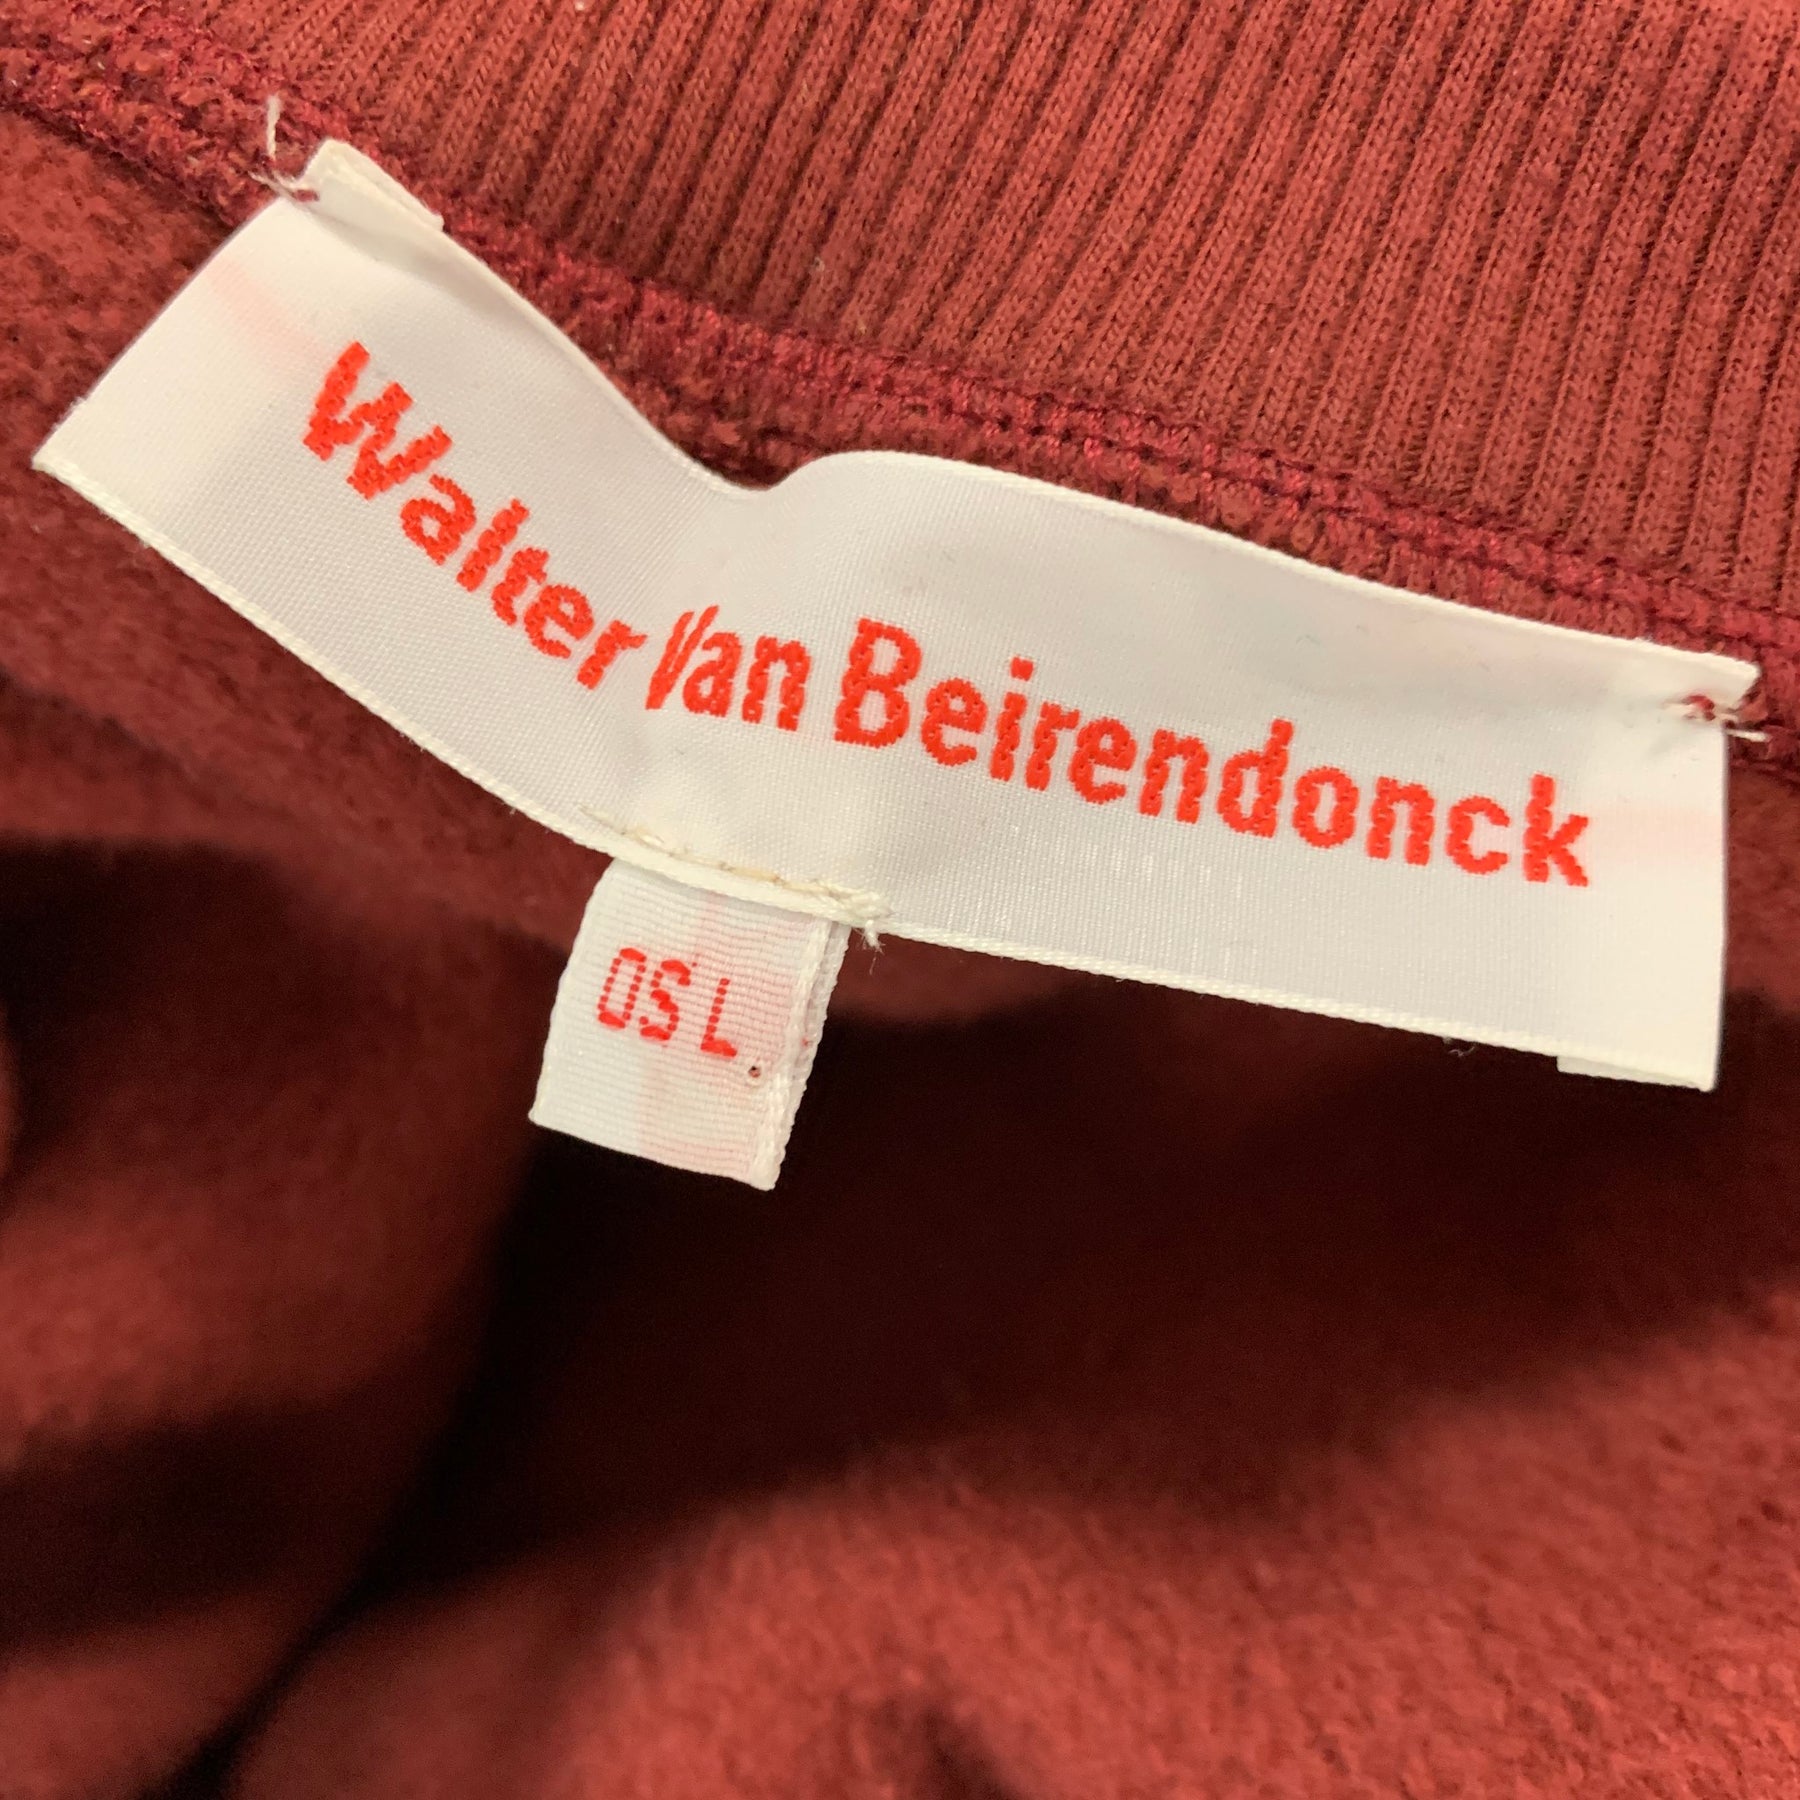 Walter Van Beirendonck
OS L